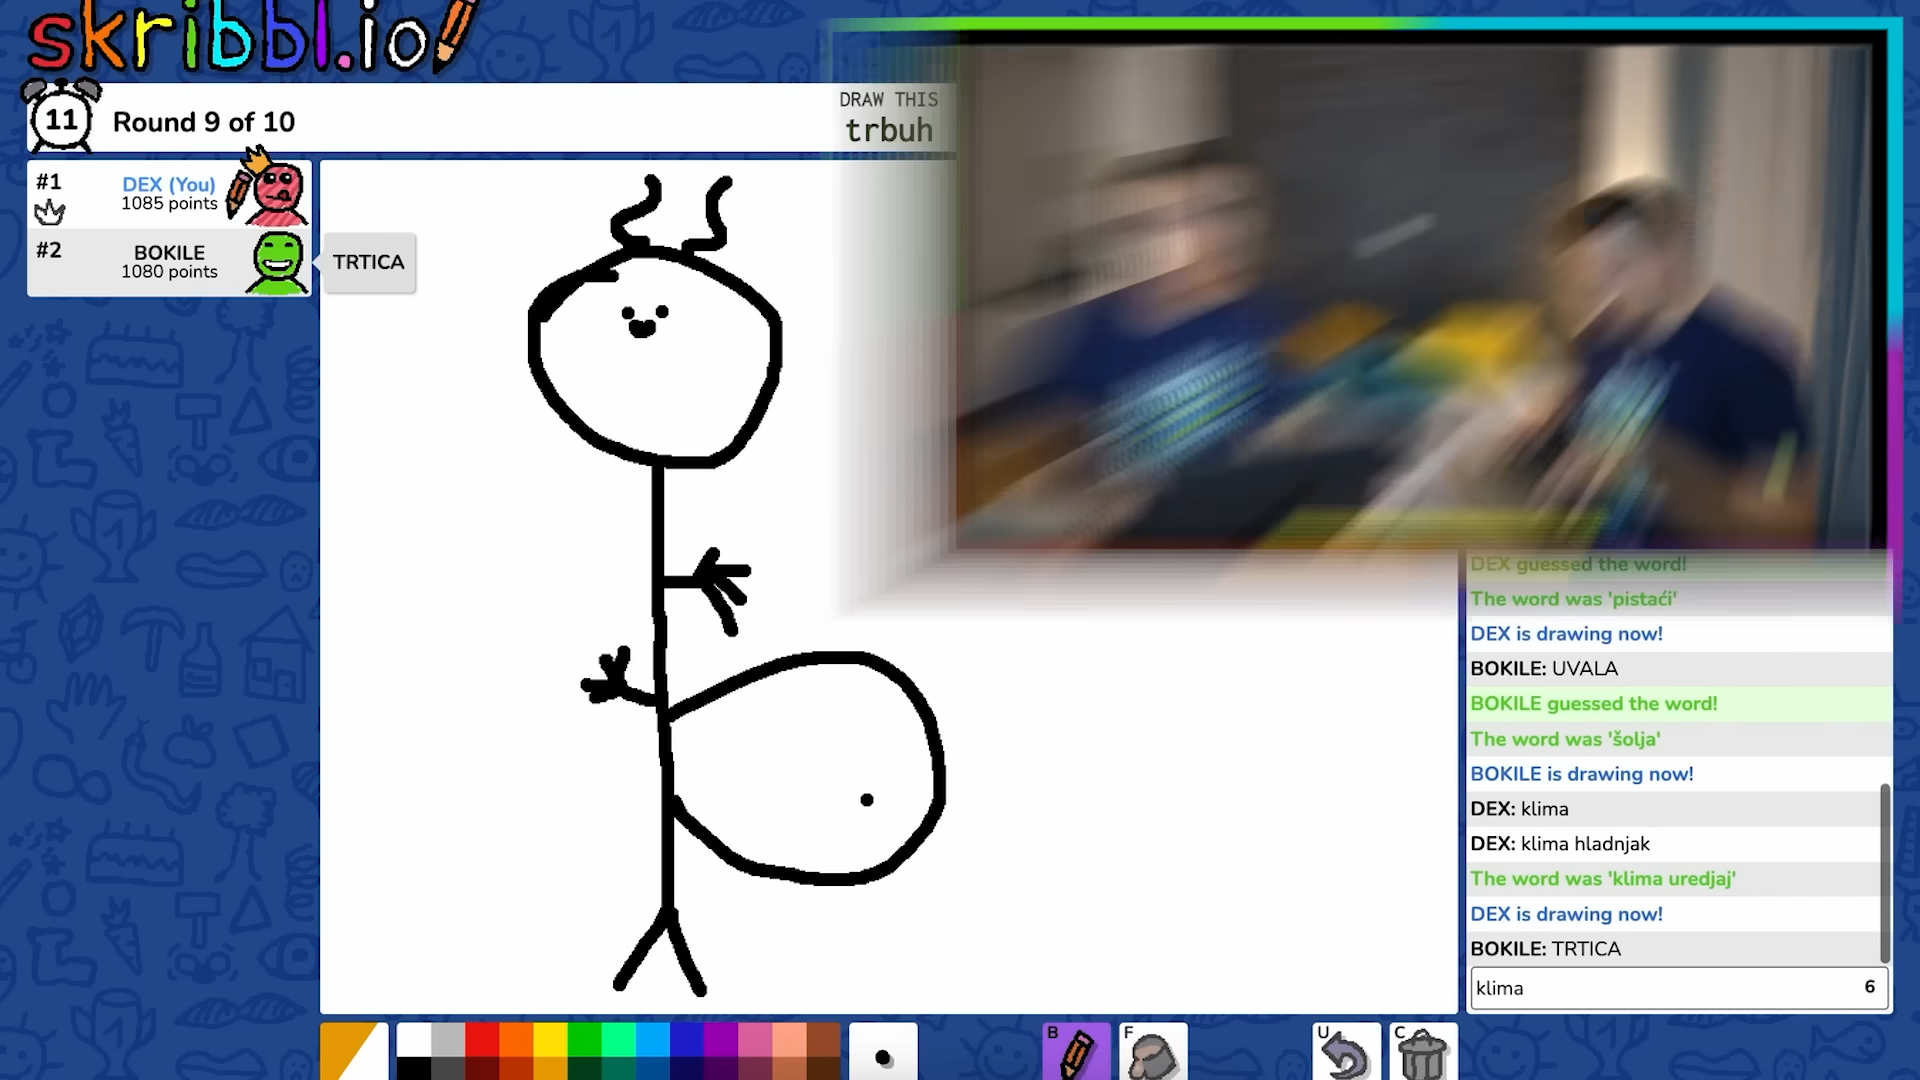 skribbl.io
11
Round 9 of 10
DRAW THIS
trbuh
#1
DEX (You)
1085 points
#2
BOKILE
1080 points
TRTICA
DEX guessed the word!
The word was 'pistaći'
DEX is drawing now!
BOKILE: UVALA
BOKILE guessed the word!
The word was 'šolja'
BOKILE is drawing now!
DEX: klima
DEX: klima hladnjak
The word was 'klima uredjaj'
DEX is drawing now!
BOKILE: TRTICA
klima 6
B
F
U
C